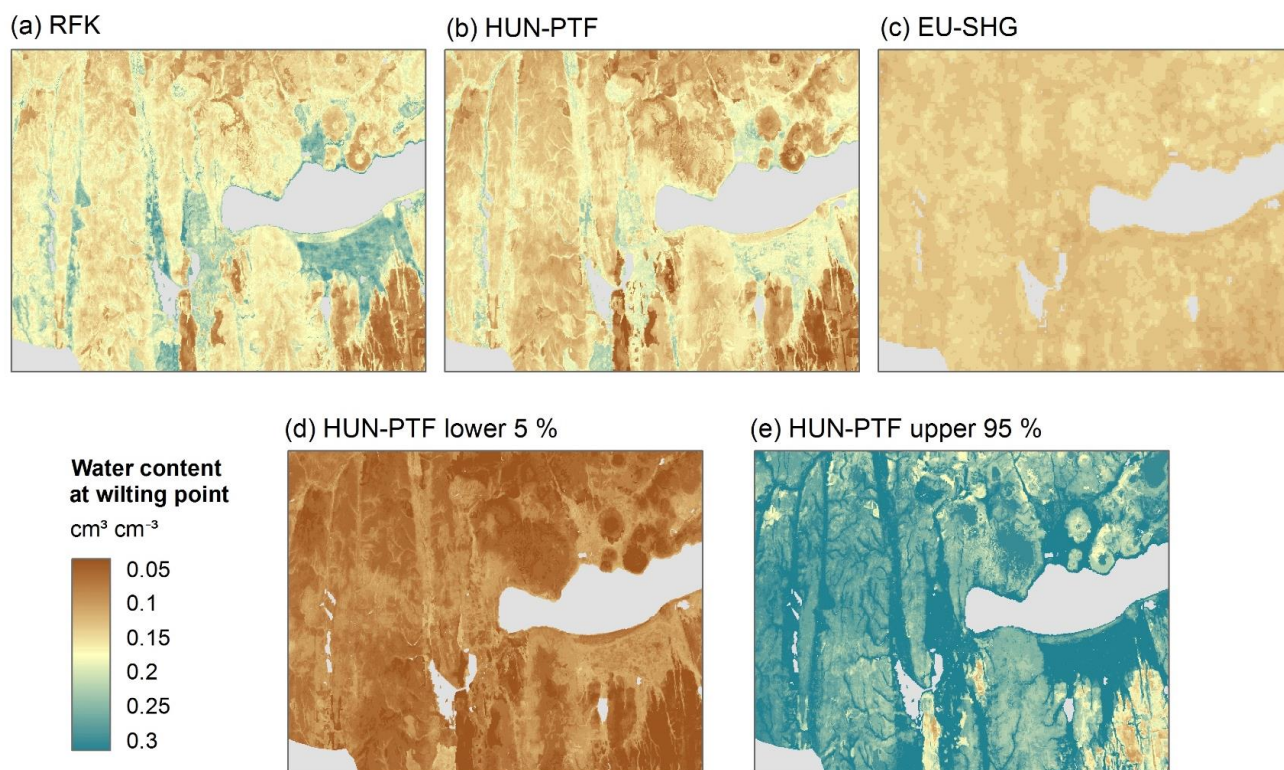 (a) RFK
(b) HUN-PTF
(c) EU-SHG
(d) HUN-PTF lower 5 %
(e) HUN-PTF upper 95 %
Water content
at wilting point
cm³ cm⁻³
0.05
0.1
0.15
0.2
0.25
0.3